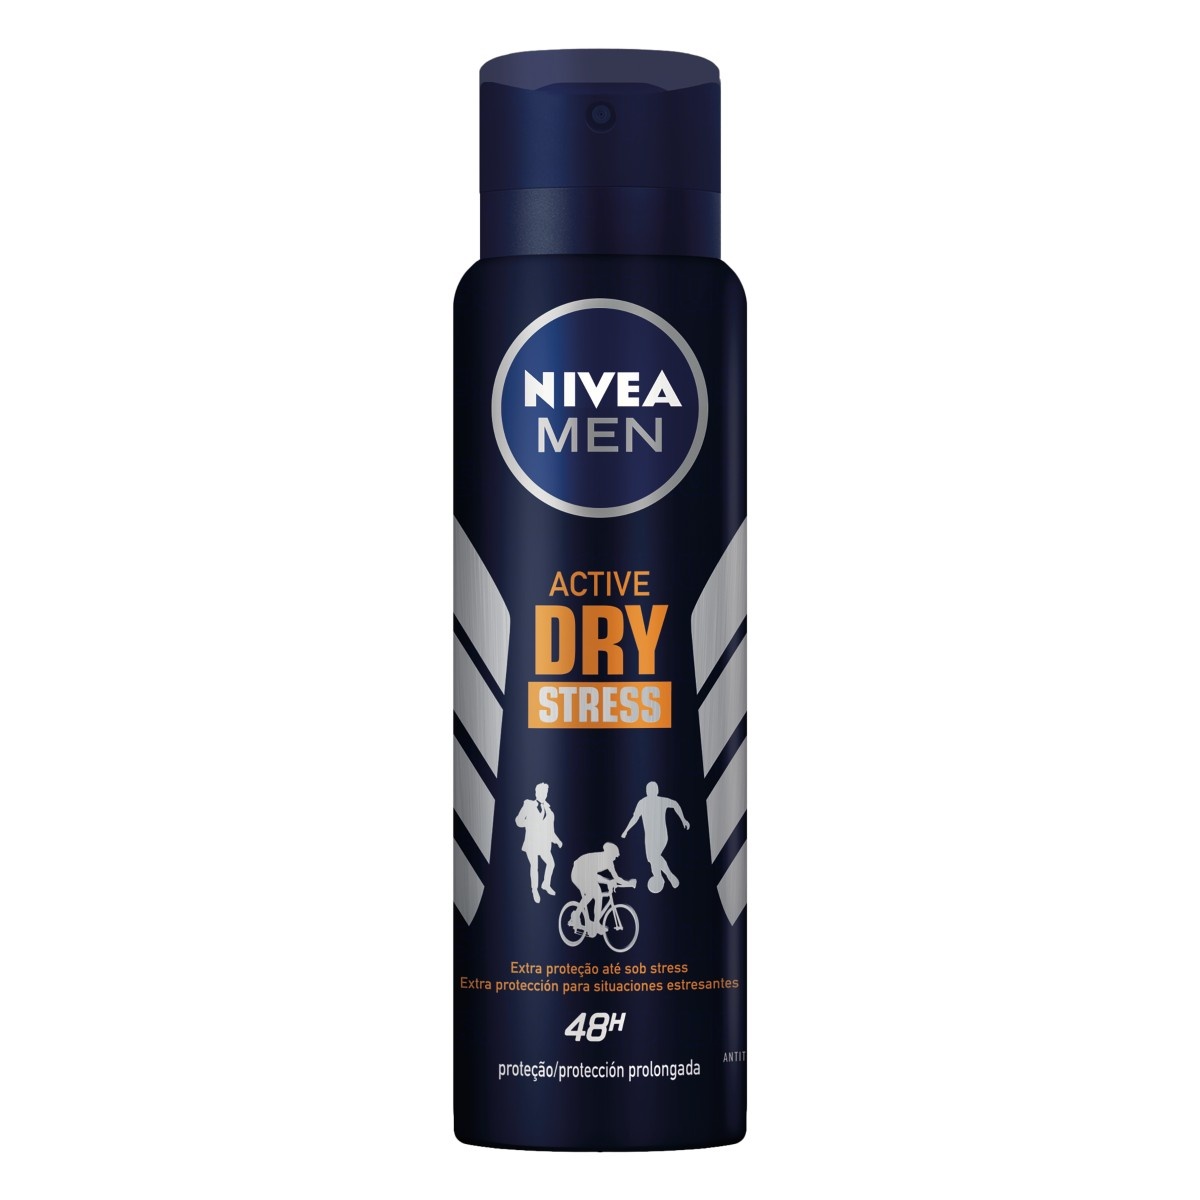 NIVEA
MEN
ACTIVE
DRY
STRESS
Extra proteção até sob stress
Extra protección para situaciones estresantes
48H
proteção/protección prolongada